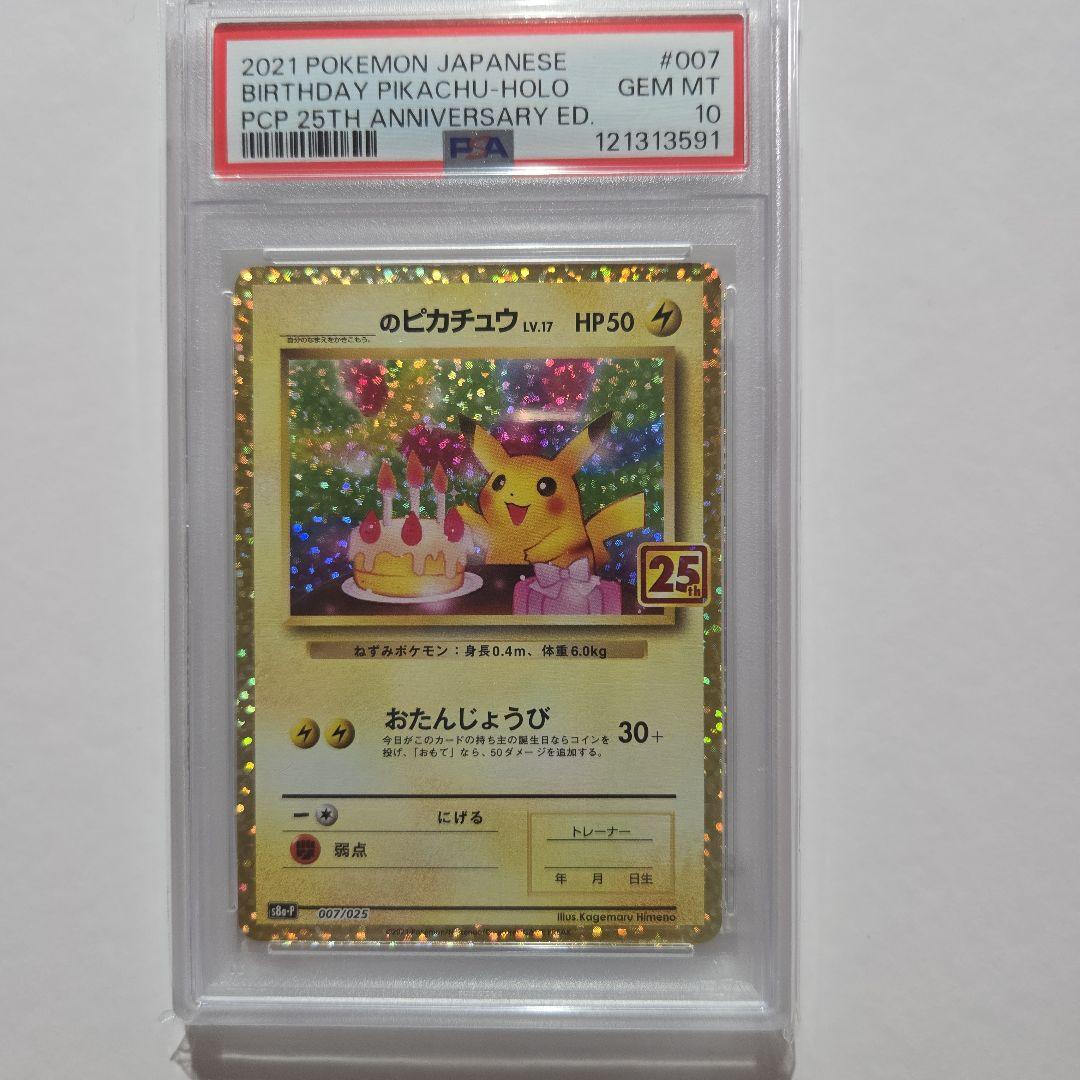 2021 POKEMON JAPANESE #007
BIRTHDAY PIKACHU-HOLO GEM MT
PCP 25TH ANNIVERSARY ED. 10
PSA 121313591
のピカチュウ LV.17 HP50
自分のなまえをかきこもう。
25th
ねずみポケモン：身長0.4m、体重6.0kg
おたんじょうび 30+
今日がこのカードの持ち主の誕生日ならコインを
投げ、「おもて」なら、50ダメージを追加する。
にげる
弱点
トレーナー
年 月 日生
s8a-P 007/025
Illus. Kagemaru Himeno